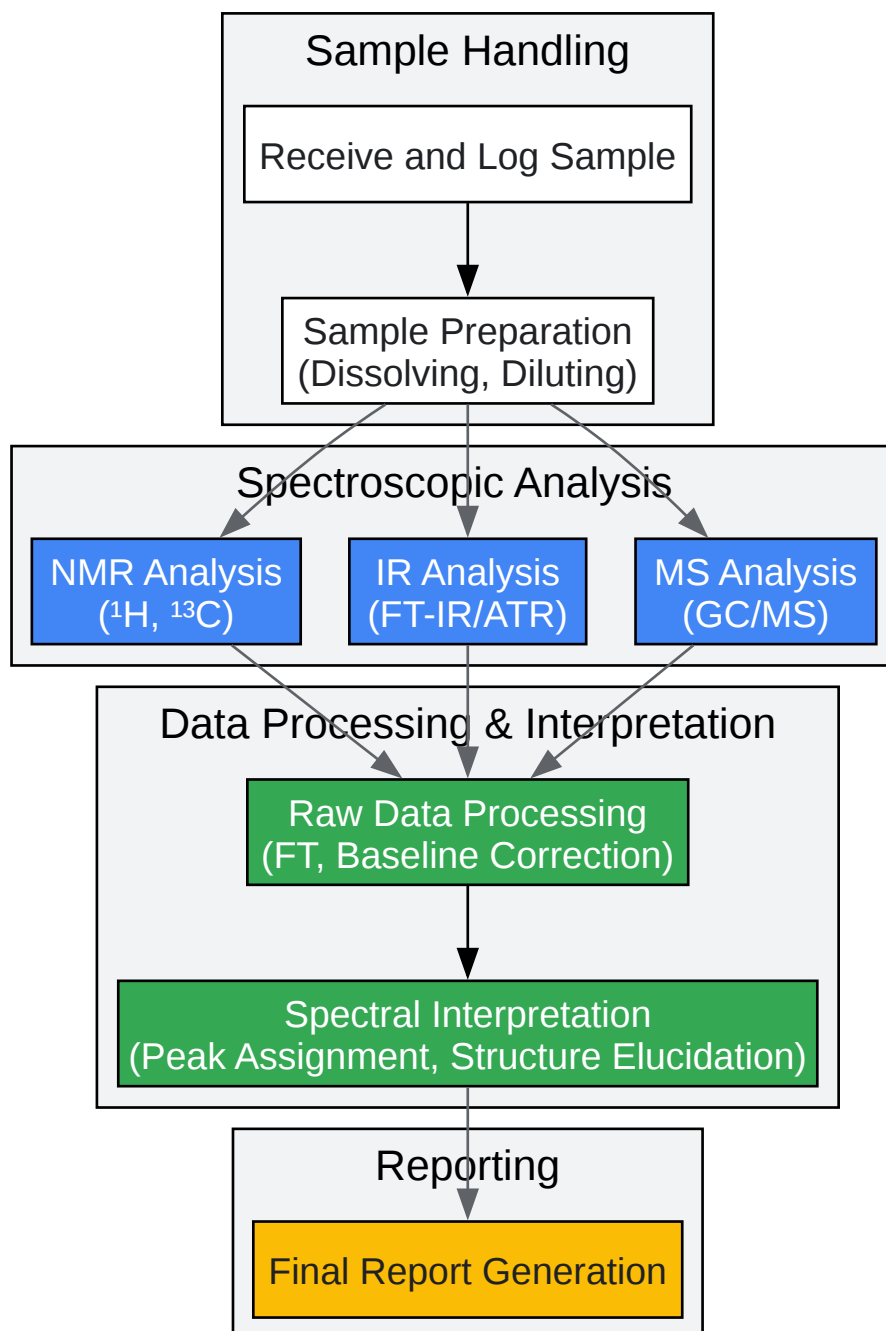 Sample Handling
Receive and Log Sample
Sample Preparation
(Dissolving, Diluting)
Spectroscopic Analysis
NMR Analysis
(¹H, ¹³C)
IR Analysis
(FT-IR/ATR)
MS Analysis
(GC/MS)
Data Processing & Interpretation
Raw Data Processing
(FT, Baseline Correction)
Spectral Interpretation
(Peak Assignment, Structure Elucidation)
Reporting
Final Report Generation